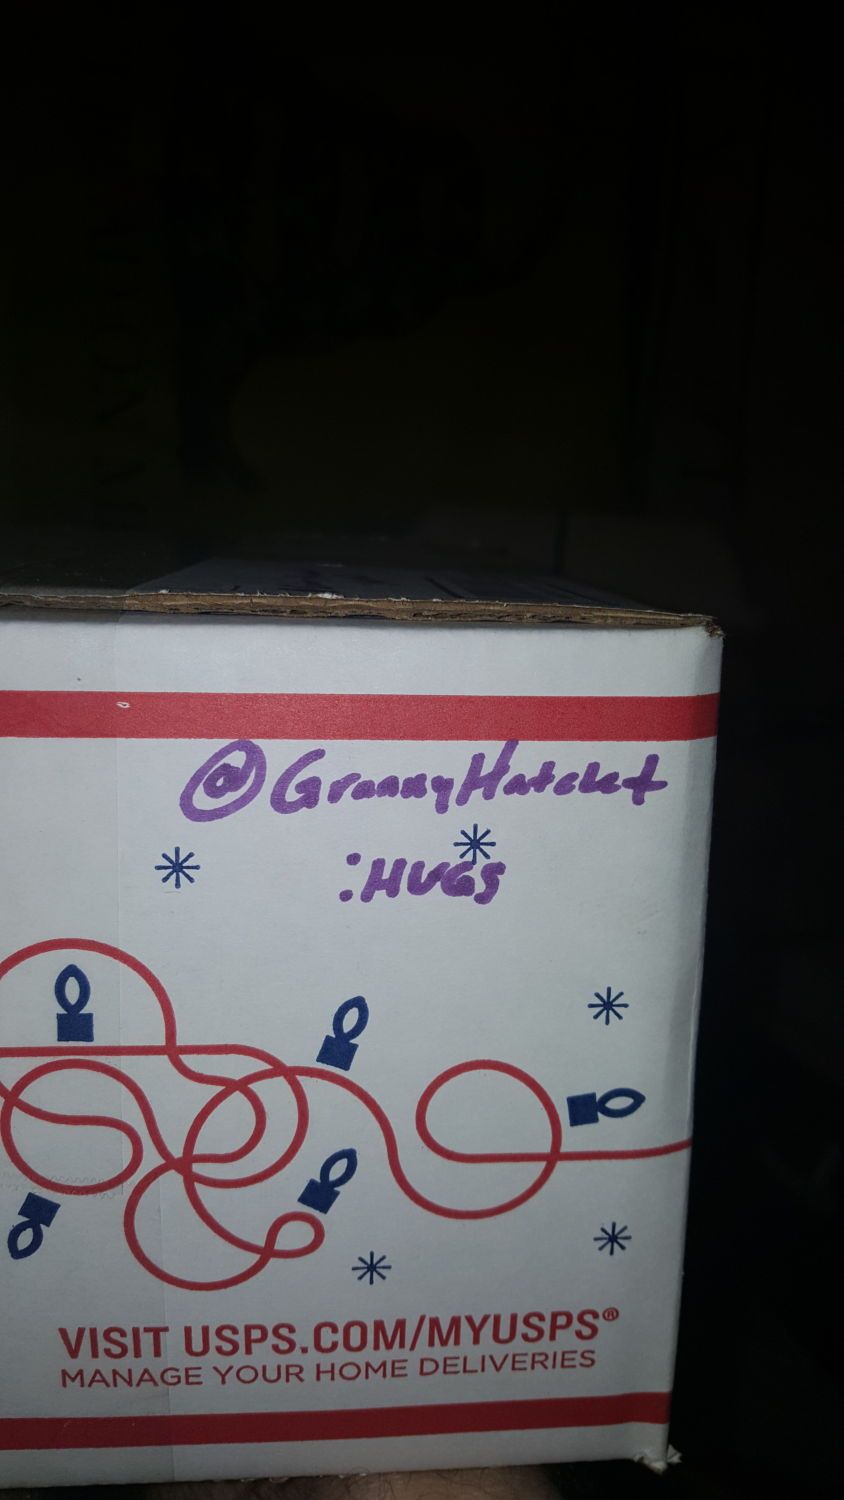 @GrannyHatchet
:HUGS
VISIT USPS.COM/MYUSPS®
MANAGE YOUR HOME DELIVERIES